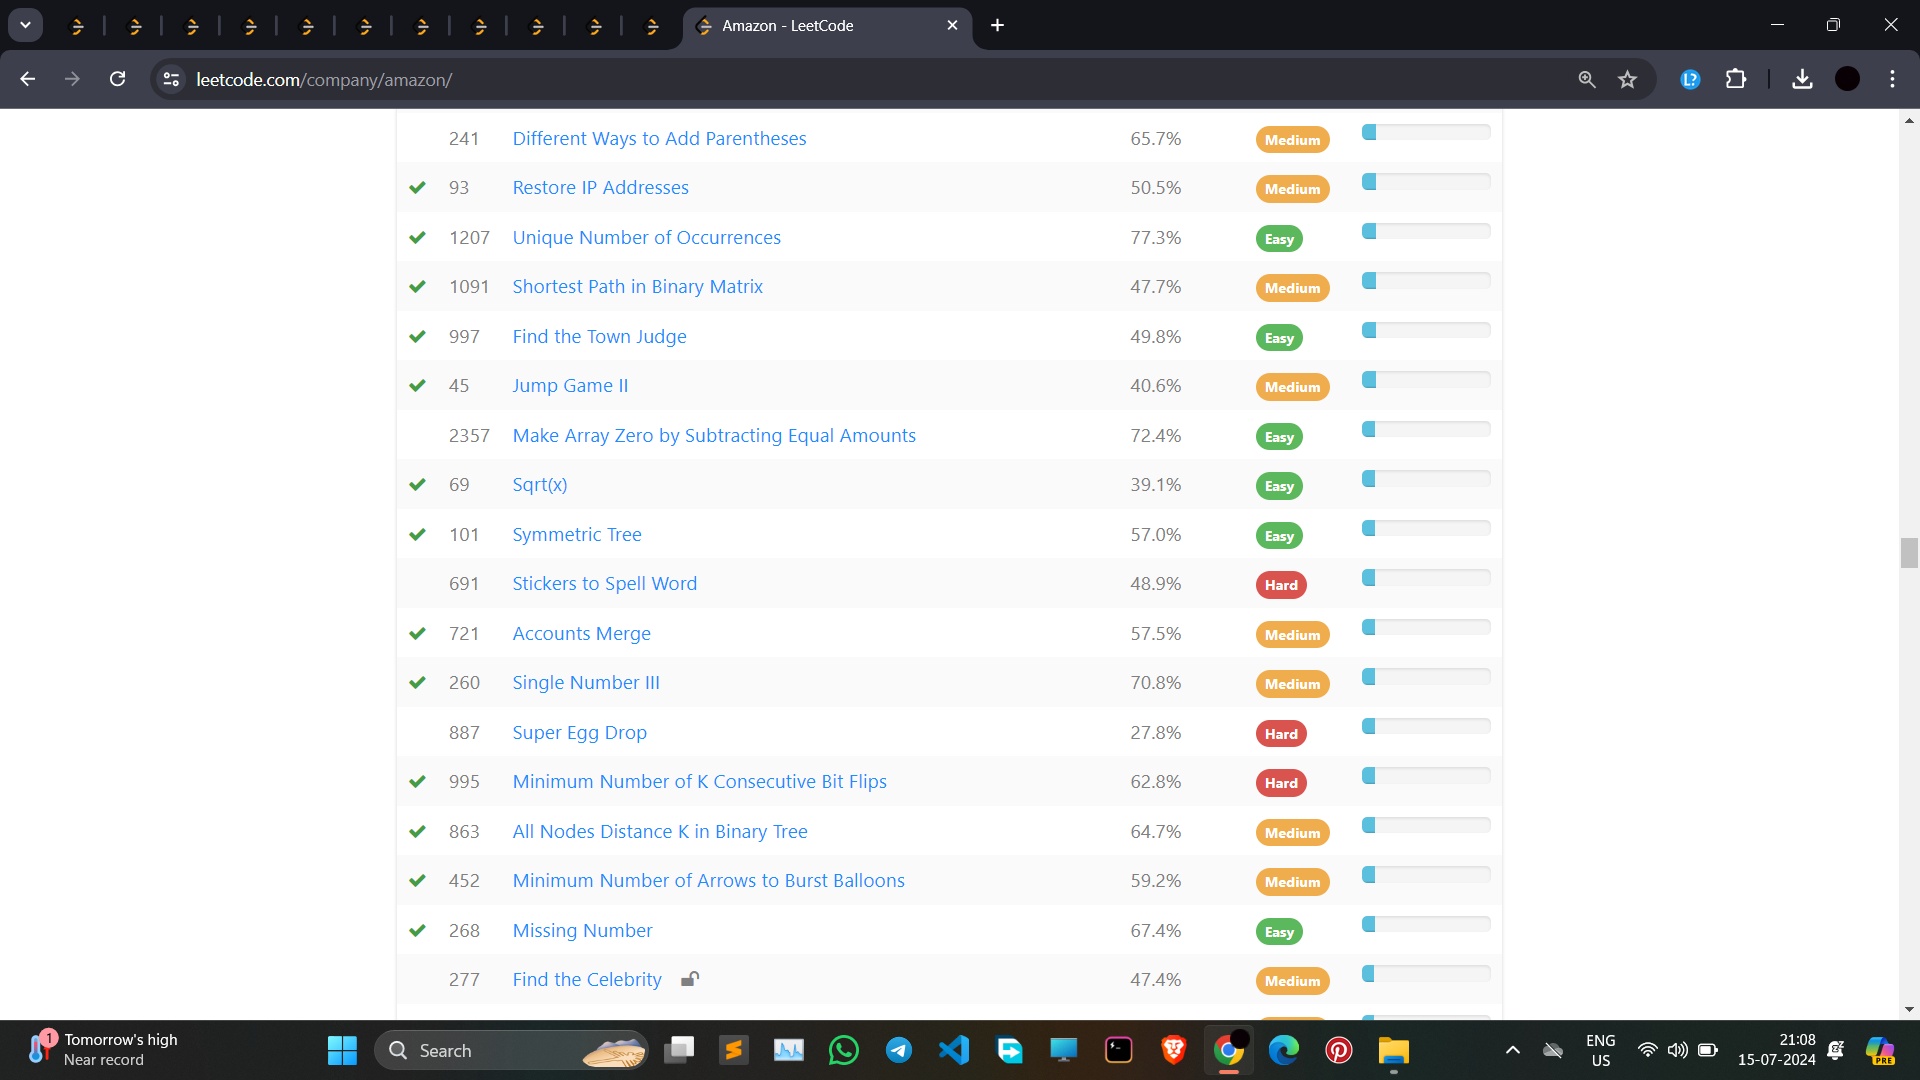 Amazon - LeetCode
leetcode.com/company/amazon/
L?
241 Different Ways to Add Parentheses 65.7% Medium
93 Restore IP Addresses 50.5% Medium
1207 Unique Number of Occurrences 77.3% Easy
1091 Shortest Path in Binary Matrix 47.7% Medium
997 Find the Town Judge 49.8% Easy
45 Jump Game II 40.6% Medium
2357 Make Array Zero by Subtracting Equal Amounts 72.4% Easy
69 Sqrt(x) 39.1% Easy
101 Symmetric Tree 57.0% Easy
691 Stickers to Spell Word 48.9% Hard
721 Accounts Merge 57.5% Medium
260 Single Number III 70.8% Medium
887 Super Egg Drop 27.8% Hard
995 Minimum Number of K Consecutive Bit Flips 62.8% Hard
863 All Nodes Distance K in Binary Tree 64.7% Medium
452 Minimum Number of Arrows to Burst Balloons 59.2% Medium
268 Missing Number 67.4% Easy
277 Find the Celebrity 47.4% Medium
1 Tomorrow's high
Near record
Search
ENG
US
21:08
15-07-2024
PRE